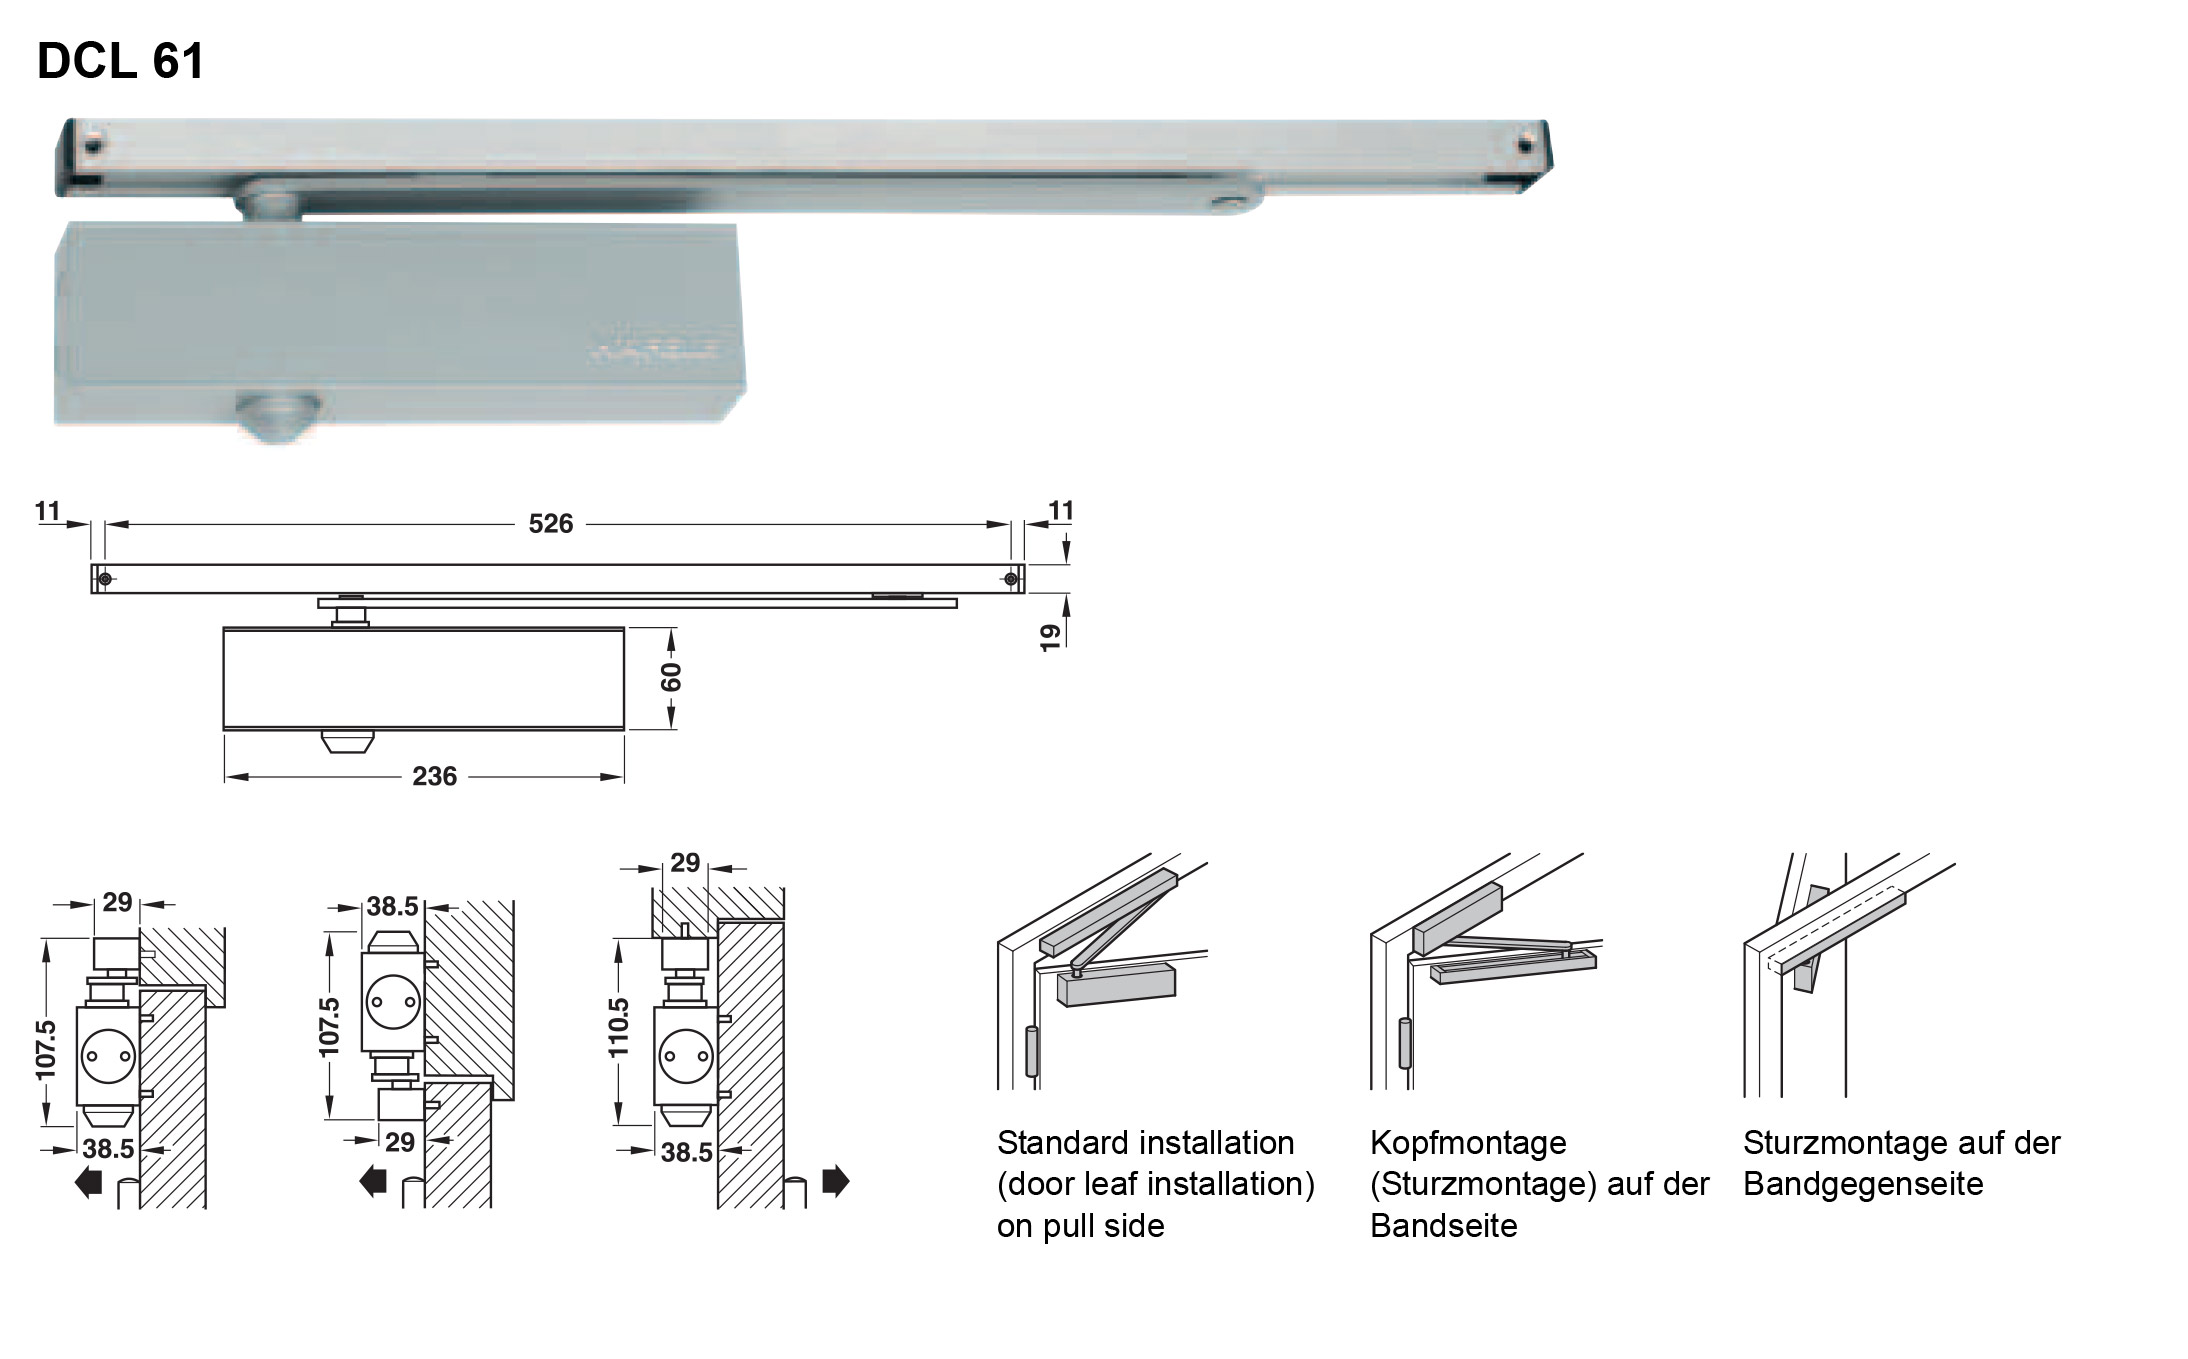 DCL 61
HÄFELE
11
526
11
19
60
236
29
107.5
38.5
38.5
107.5
29
29
110.5
38.5
Standard installation
(door leaf installation)
on pull side
Kopfmontage
(Sturzmontage) auf der
Bandseite
Sturzmontage auf der
Bandgegenseite